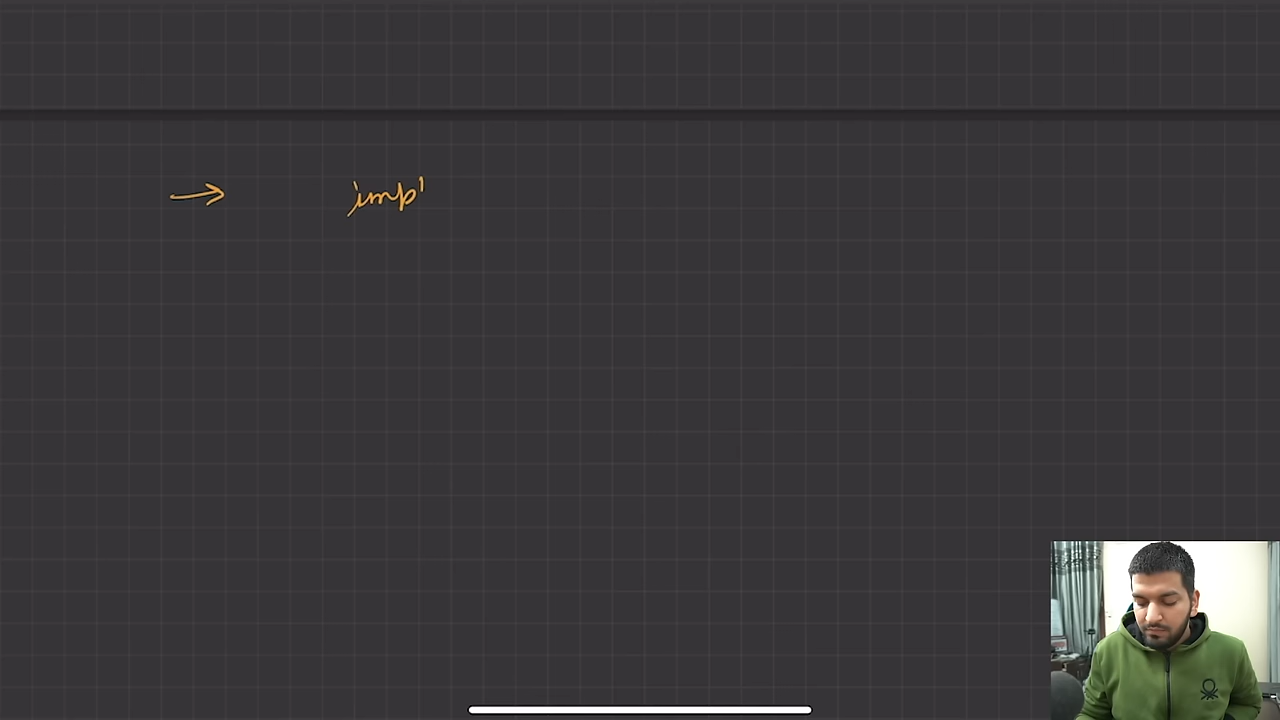 → imp'